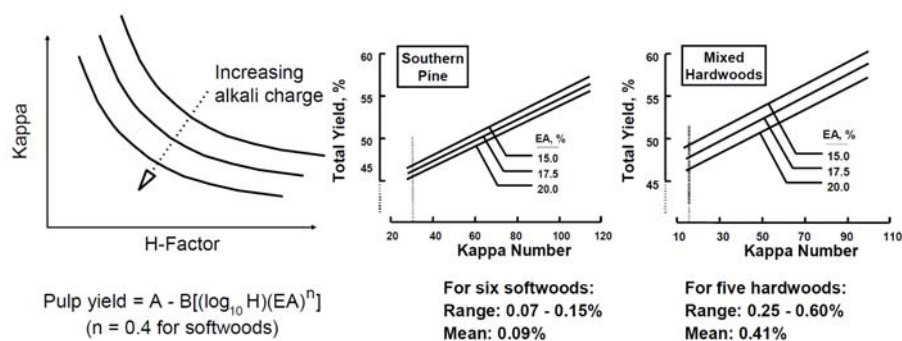 Kappa
Increasing
alkali charge
H-Factor
Pulp yield = A - B[(log₁₀ H)(EA)ⁿ]
(n = 0.4 for softwoods)
Total Yield, %
60
55
50
45
Southern
Pine
EA, %
15.0
17.5
20.0
20 40 60 80 100 120
Kappa Number
For six softwoods:
Range: 0.07 - 0.15%
Mean: 0.09%
Total Yield, %
60
55
50
45
Mixed
Hardwoods
EA, %
15.0
17.5
20.0
10 30 50 70 90 110
Kappa Number
For five hardwoods:
Range: 0.25 - 0.60%
Mean: 0.41%